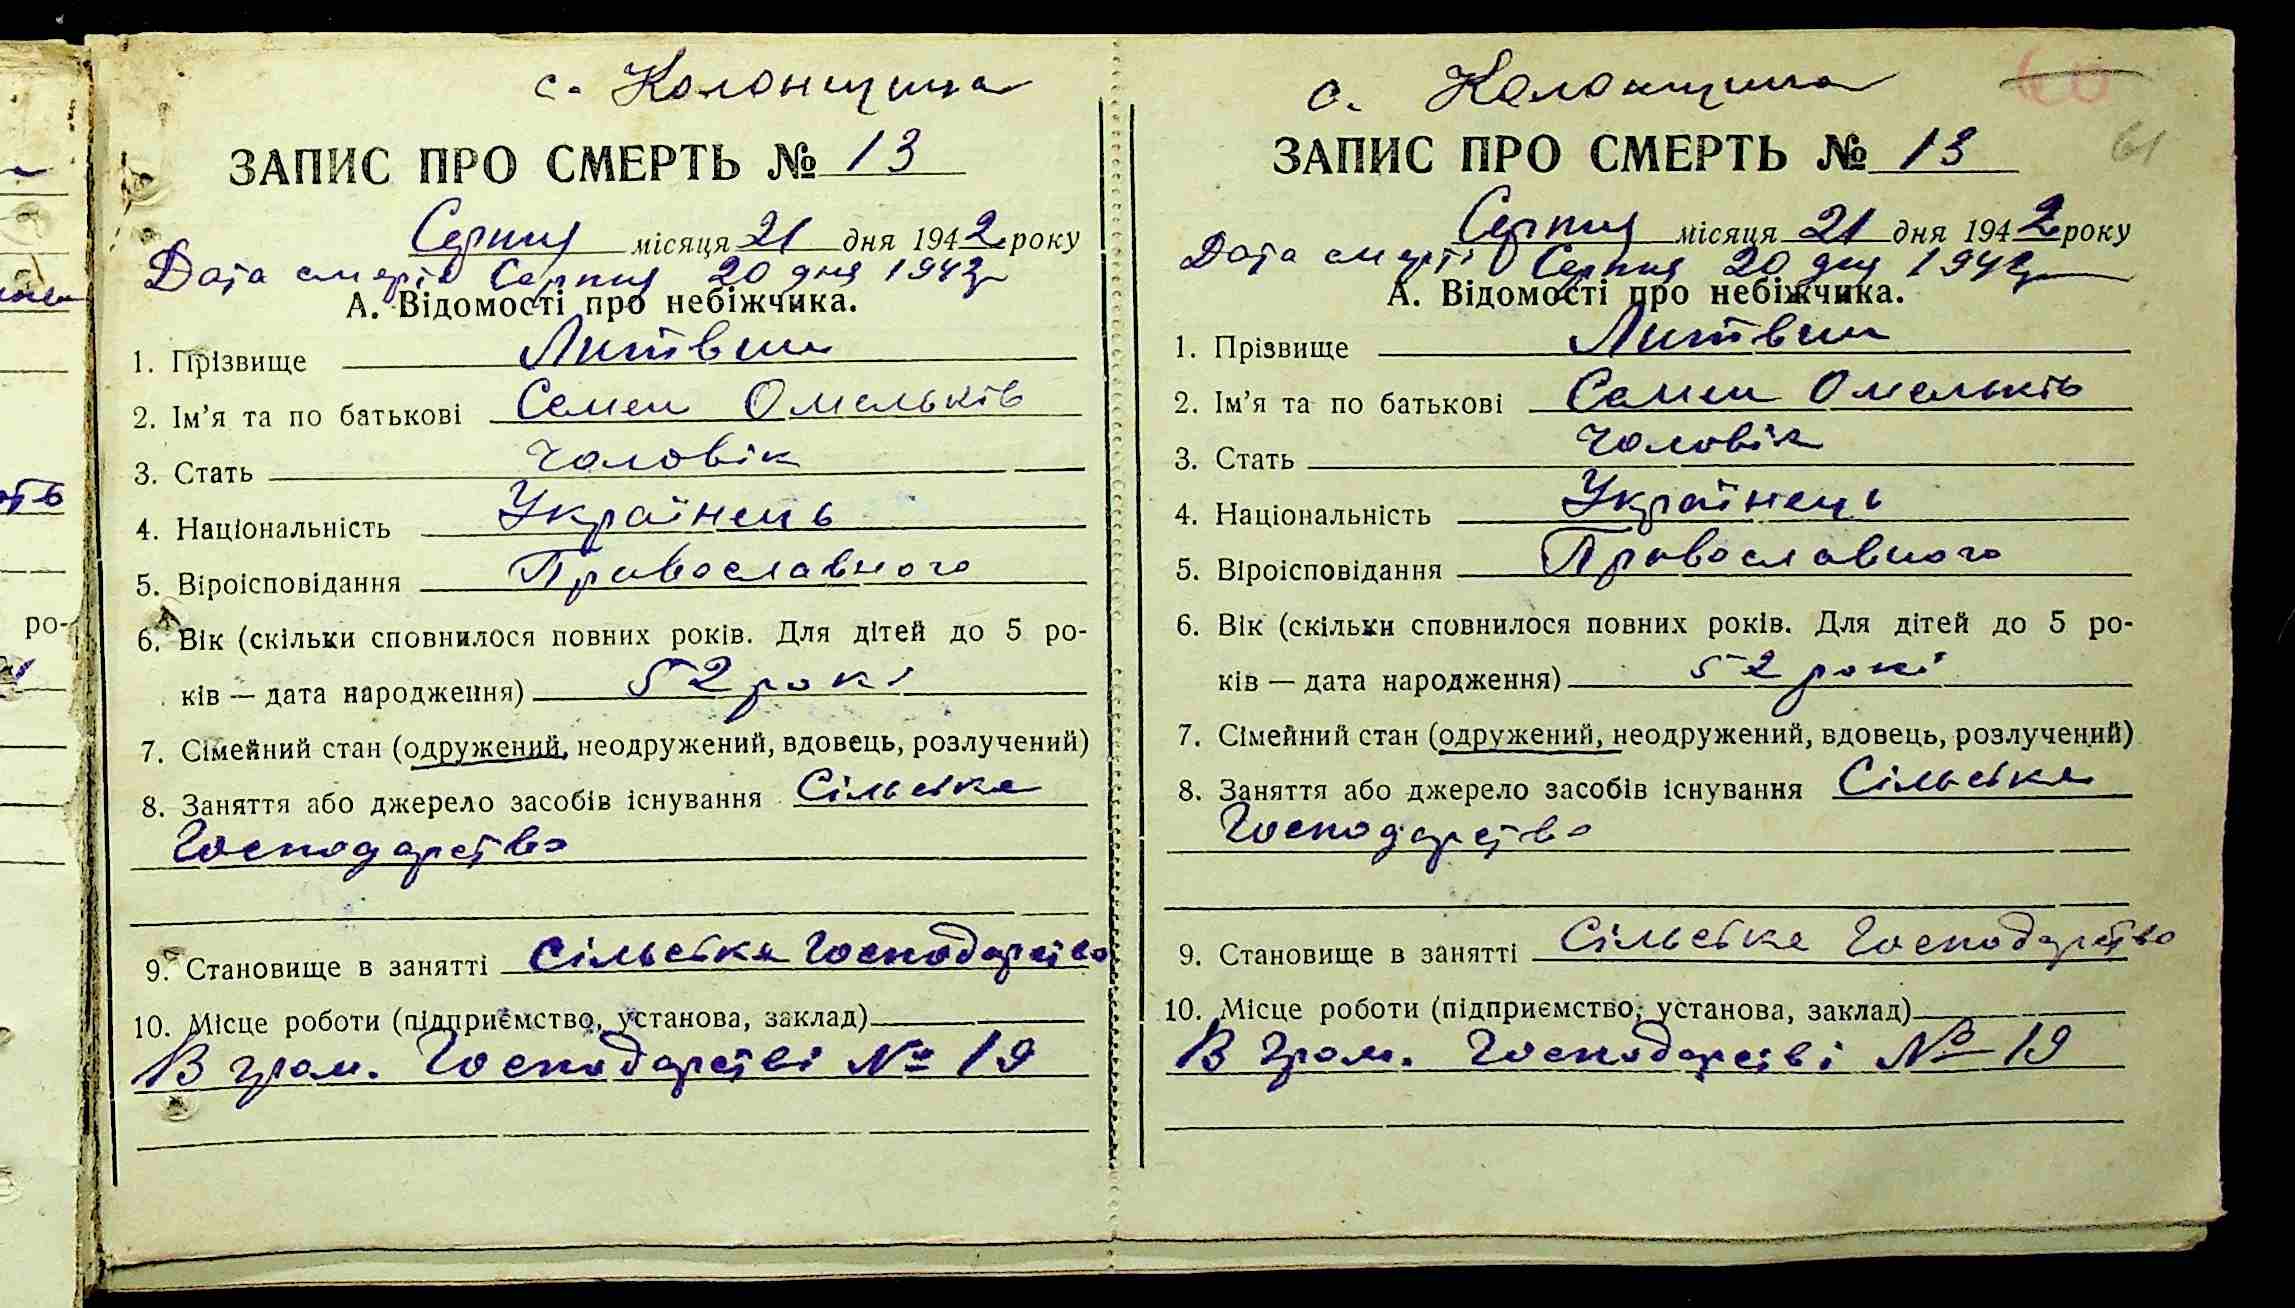 с. Колонщина
ЗАПИС ПРО СМЕРТЬ № 13
Серпня місяця 21 дня 1942 року
Дата смерті Серпня 20 дня 1942р
А. Відомості про небіжчика.
1. Прізвище Литвин
2. Ім'я та по батькові Семен Омельків
3. Стать чоловік
4. Національність Українець
5. Віроісповідання Православного
6. Вік (скільки сповнилося повних років. Для дітей до 5 ро-
ків — дата народження) 52 рокі
7. Сімейний стан (одружений, неодружений, вдовець, розлучений)
8. Заняття або джерело засобів існування Сільське
Господарство
9. Становище в занятті Сільське Господарство
10. Місце роботи (підприємство, установа, заклад)
В гром. Господарстві № 19
с. Колонщина
60
61
ЗАПИС ПРО СМЕРТЬ № 13
Серпня місяця 21 дня 1942 року
Дата смерті Серпня 20 дня 1942р
А. Відомості про небіжчика.
1. Прізвище Литвин
2. Ім'я та по батькові Семен Омельків
3. Стать чоловік
4. Національність Українець
5. Віроісповідання Православного
6. Вік (скільки сповнилося повних років. Для дітей до 5 ро-
ків — дата народження) 52 рокі
7. Сімейний стан (одружений, неодружений, вдовець, розлучений)
8. Заняття або джерело засобів існування Сільське
Господарство
9. Становище в занятті Сільське Господарство
10. Місце роботи (підприємство, установа, заклад)
В гром. Господарстві № 19
ро-